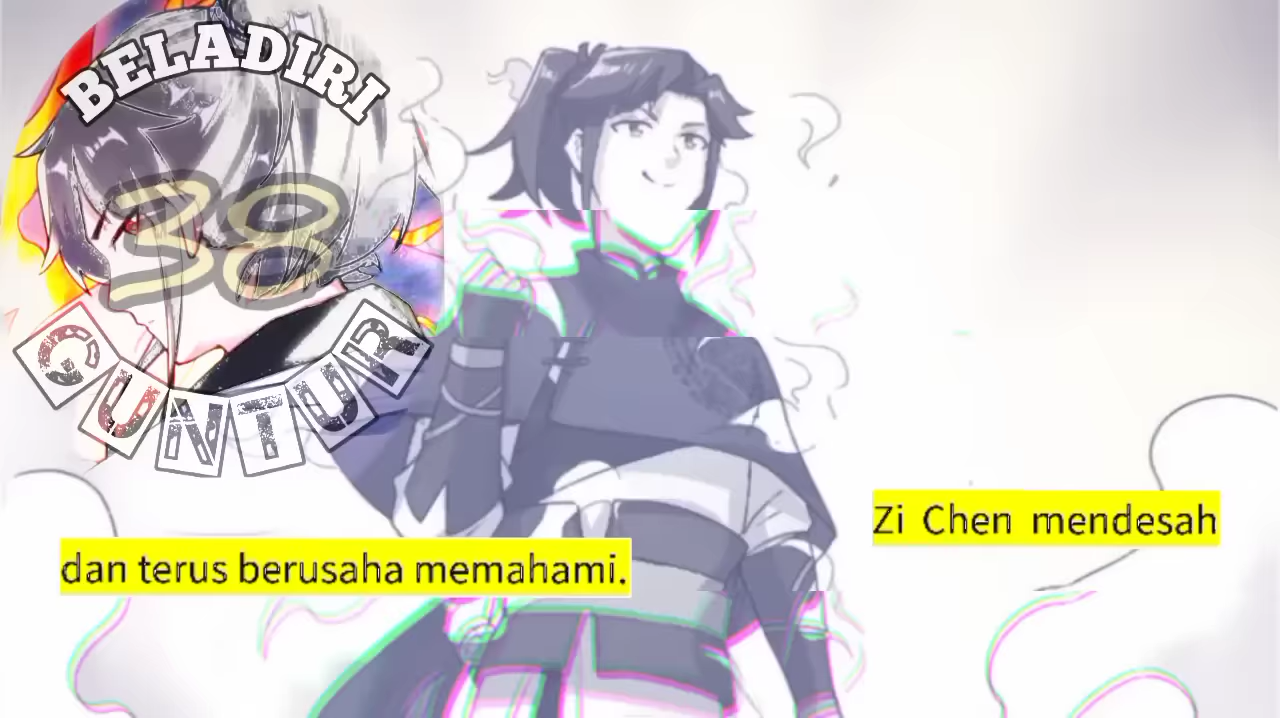 BELADIRI
38
GUNTUR
Zi Chen mendesah
dan terus berusaha memahami.